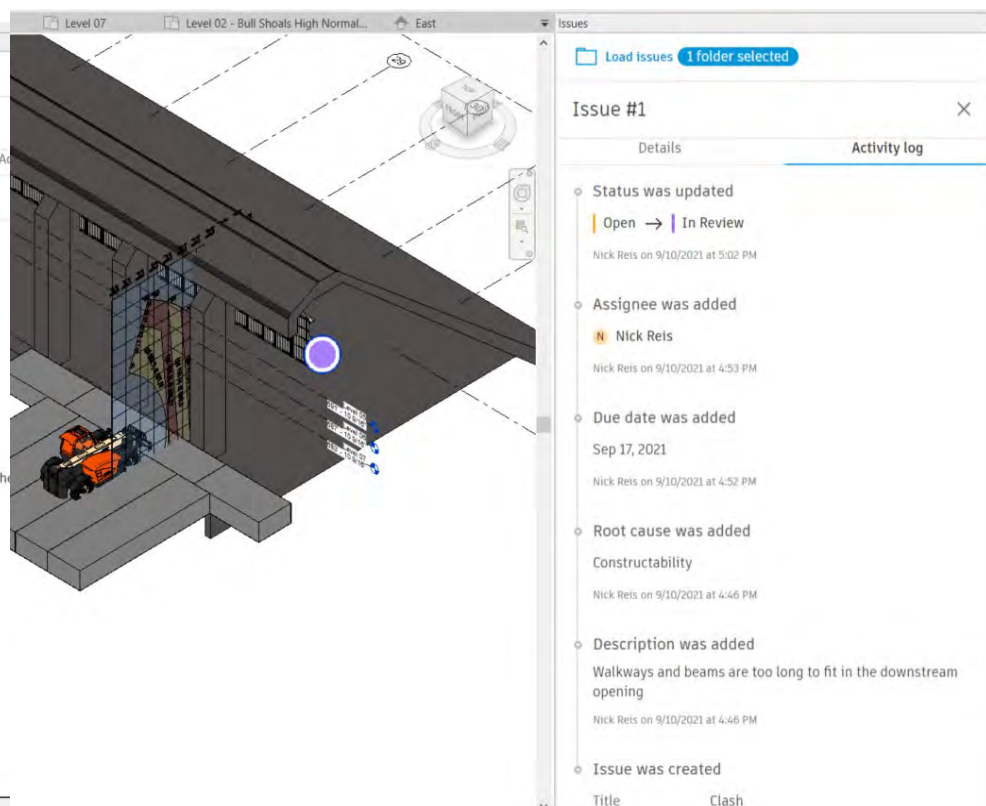 Level 07
Level 02 - Bull Shoals High Normal...
East
Issues
Load issues 1 folder selected
Issue #1
Details
Activity log
Status was updated
Open → In Review
Nick Reis on 9/10/2021 at 5:02 PM
Assignee was added
N Nick Reis
Nick Reis on 9/10/2021 at 4:53 PM
Due date was added
Sep 17, 2021
Nick Reis on 9/10/2021 at 4:52 PM
Root cause was added
Constructability
Nick Reis on 9/10/2021 at 4:46 PM
Description was added
Walkways and beams are too long to fit in the downstream
opening
Nick Reis on 9/10/2021 at 4:46 PM
Issue was created
Title Clash
TOP
FRONT